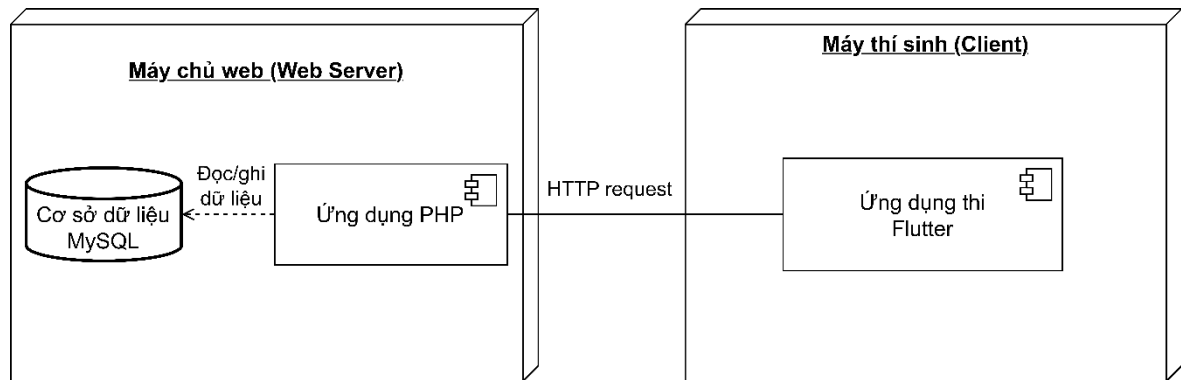 Máy chủ web (Web Server)
Cơ sở dữ liệu
MySQL
Đọc/ghi
dữ liệu
Ứng dụng PHP
HTTP request
Máy thí sinh (Client)
Ứng dụng thi
Flutter